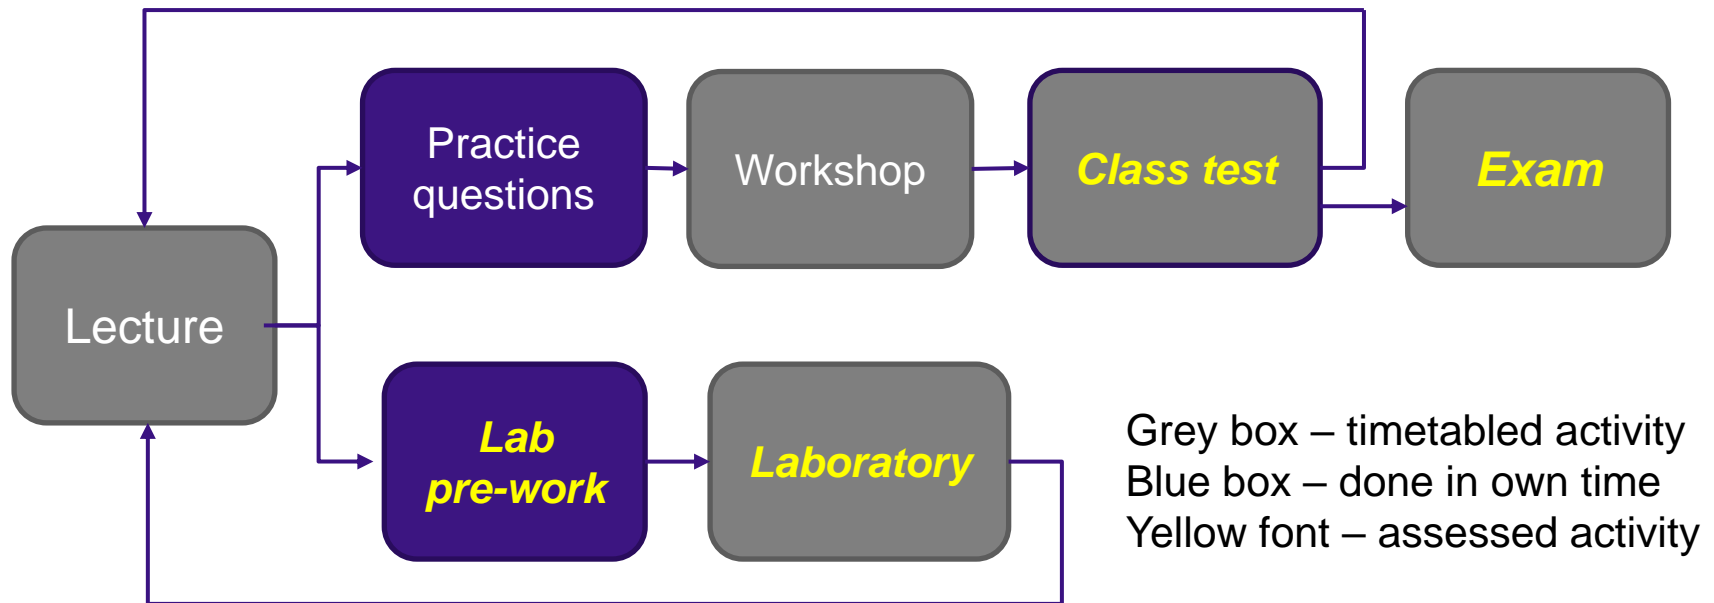 Practice
questions
Workshop
Class test
Exam
Lecture
Lab
pre-work
Laboratory
Grey box – timetabled activity
Blue box – done in own time
Yellow font – assessed activity